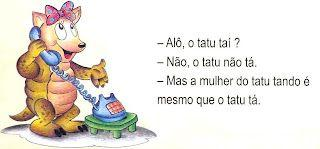 – Alô, o tatu taí ?
– Não, o tatu não tá.
– Mas a mulher do tatu tando é
mesmo que o tatu tá.